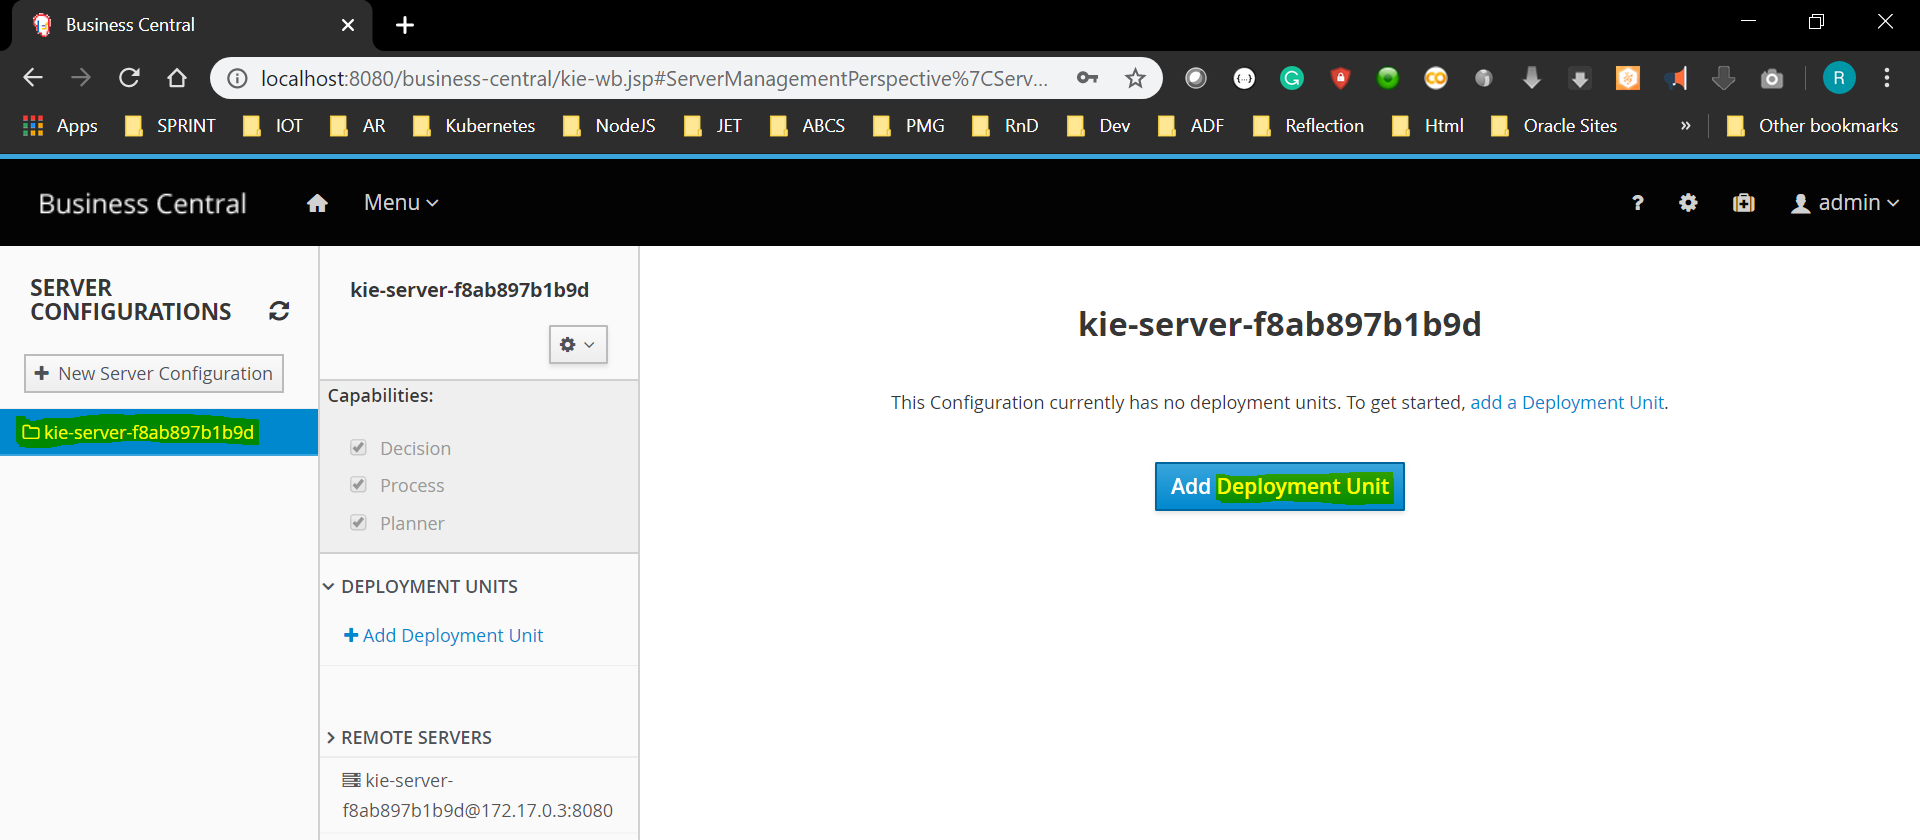 Business Central
localhost:8080/business-central/kie-wb.jsp#ServerManagementPerspective%7CServ...
R
Apps SPRINT IOT AR Kubernetes NodeJS JET ABCS PMG RnD Dev ADF Reflection Html Oracle Sites » Other bookmarks
Business Central Menu ? admin
SERVER
CONFIGURATIONS
+ New Server Configuration
kie-server-f8ab897b1b9d
kie-server-f8ab897b1b9d
Capabilities:
Decision
Process
Planner
DEPLOYMENT UNITS
+ Add Deployment Unit
REMOTE SERVERS
kie-server-
f8ab897b1b9d@172.17.0.3:8080
kie-server-f8ab897b1b9d
This Configuration currently has no deployment units. To get started, add a Deployment Unit.
Add Deployment Unit